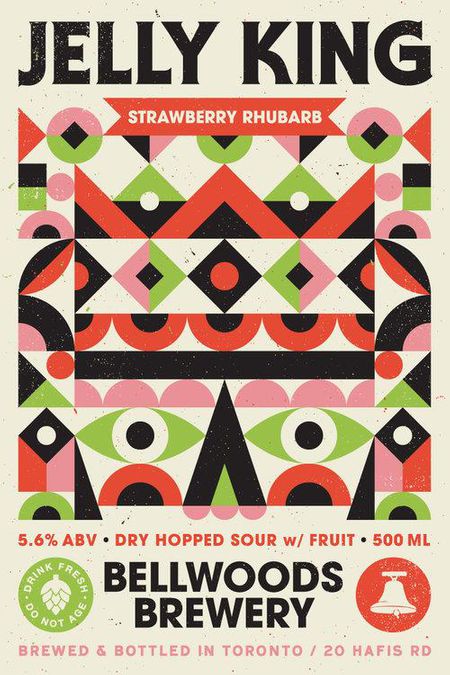 JELLY KING
STRAWBERRY RHUBARB
5.6% ABV • DRY HOPPED SOUR w/ FRUIT • 500 ML
• DRINK FRESH •
DO NOT AGE
BELLWOODS
BREWERY
BREWED & BOTTLED IN TORONTO / 20 HAFIS RD